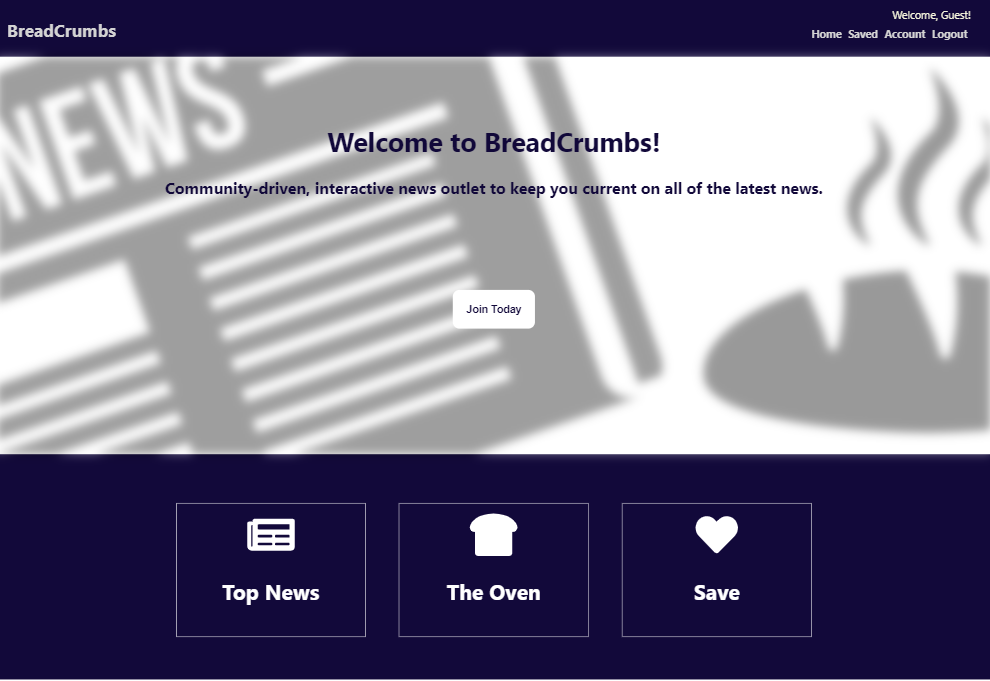 BreadCrumbs
Welcome, Guest!
Home Saved Account Logout
NEWS
Welcome to BreadCrumbs!
Community-driven, interactive news outlet to keep you current on all of the latest news.
Join Today
Top News
The Oven
Save